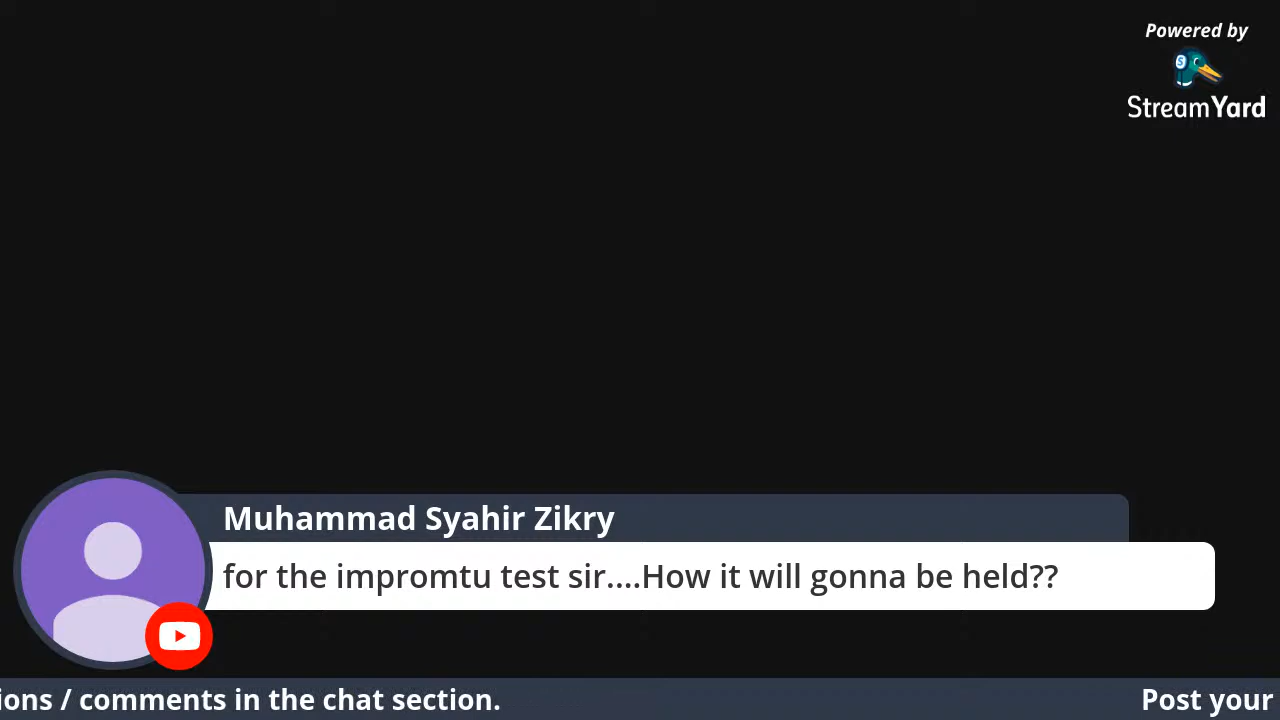 Powered by
StreamYard
Muhammad Syahir Zikry
for the impromtu test sir....How it will gonna be held??
ions / comments in the chat section.
Post your